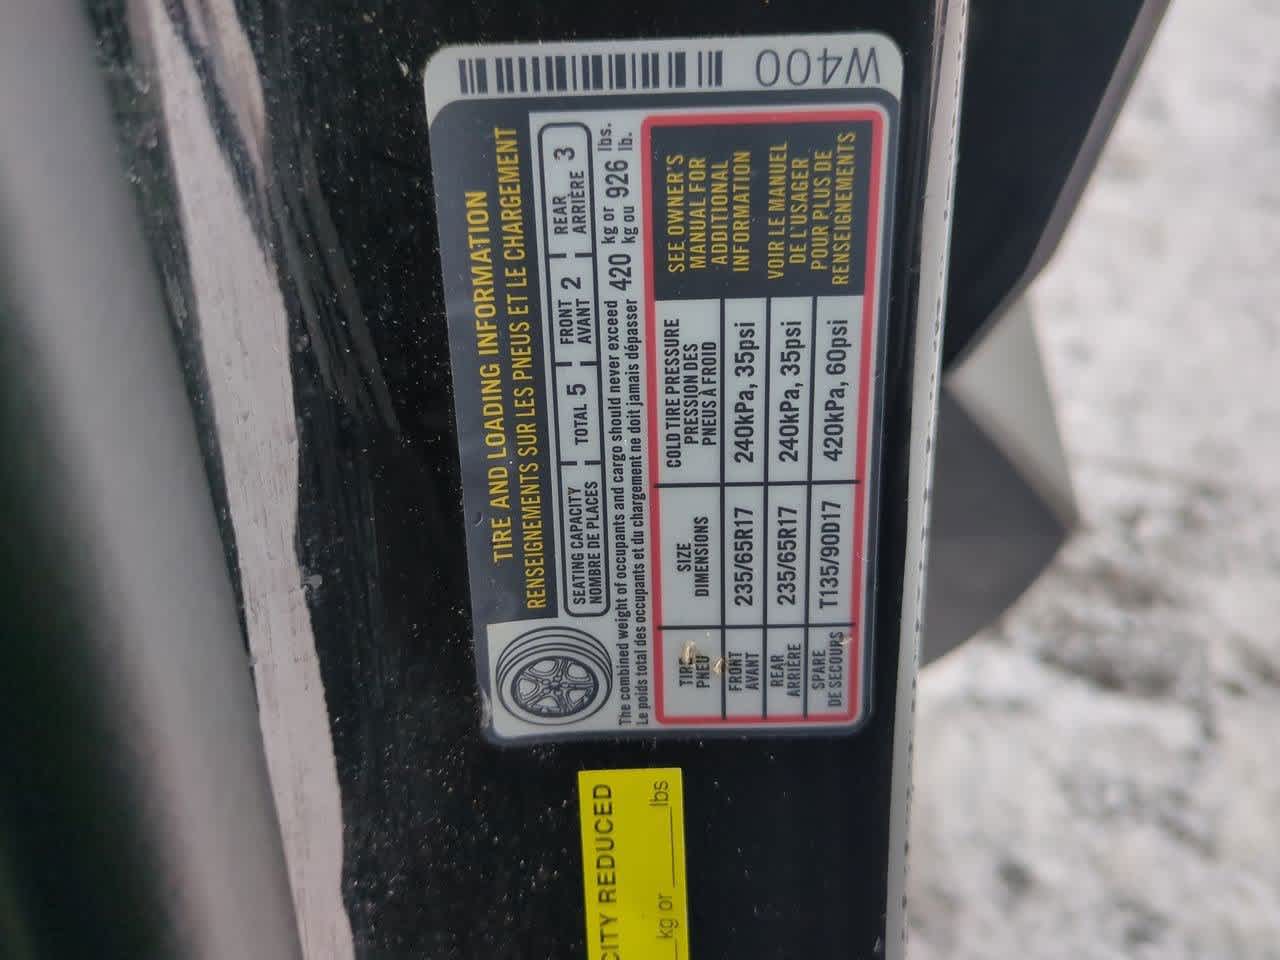 W400
TIRE AND LOADING INFORMATION
RENSEIGNEMENTS SUR LES PNEUS ET LE CHARGEMENT
SEATING CAPACITY
NOMBRE DE PLACES
TOTAL 5
FRONT
AVANT
2
REAR
ARRIÈRE
3
The combined weight of occupants and cargo should never exceed 420 kg or 926 lbs.
Le poids total des occupants et du chargement ne doit jamais dépasser kg ou lb.
TIRE
PNEU
SIZE
DIMENSIONS
COLD TIRE PRESSURE
PRESSION DES
PNEUS À FROID
FRONT
AVANT
235/65R17
240kPa, 35psi
REAR
ARRIÈRE
235/65R17
240kPa, 35psi
SPARE
DE SECOURS
T135/90D17
420kPa, 60psi
SEE OWNER'S
MANUAL FOR
ADDITIONAL
INFORMATION
VOIR LE MANUEL
DE L'USAGER
POUR PLUS DE
RENSEIGNEMENTS
CITY REDUCED
kg or ____ lbs